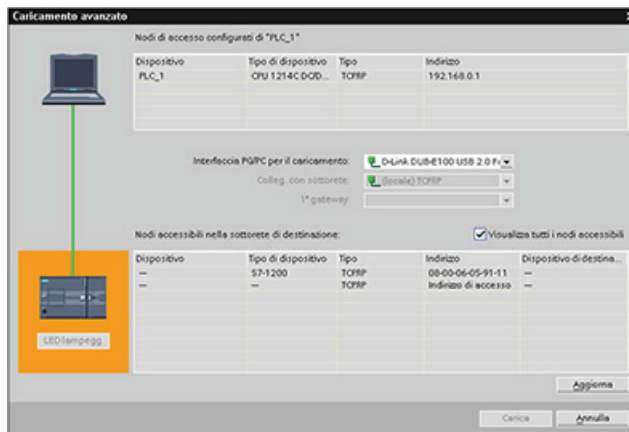 Caricamento avanzato
Nodi di accesso configurati di "PLC_1"
Dispositivo Tipo di dispositivo Tipo Indirizzo
PLC_1 CPU 1214C DC/D... TCP/IP 192.168.0.1
Interfaccia PG/PC per il caricamento: D-Link DUB-E100 USB 2.0 F
Colleg. con sottorete: (locale) TCP/IP
1° gateway:
Nodi accessibili nella sottorete di destinazione: Visualizza tutti i nodi accessibili
Dispositivo Tipo di dispositivo Tipo Indirizzo Dispositivo di destina...
— S7-1200 TCP/IP 08-00-06-05-91-11 —
— — TCP/IP Indirizzo di accesso —
LED lampegg
Aggiorna
Carica Annulla